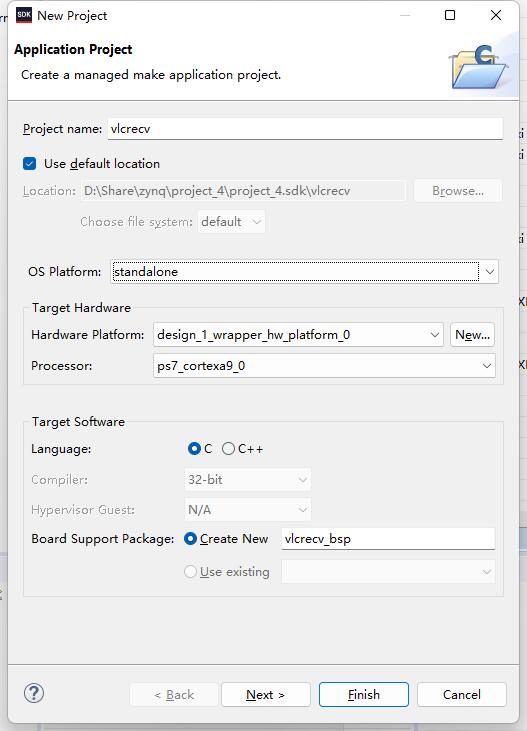 SDK New Project
Application Project
Create a managed make application project.
Project name: vlcrecv
Use default location
Location: D:\Share\zynq\project_4\project_4.sdk\vlcrecv Browse...
Choose file system: default
OS Platform: standalone
Target Hardware
Hardware Platform: design_1_wrapper_hw_platform_0 New...
Processor: ps7_cortexa9_0
Target Software
Language: C C++
Compiler: 32-bit
Hypervisor Guest: N/A
Board Support Package: Create New vlcrecv_bsp
Use existing
? < Back Next > Finish Cancel